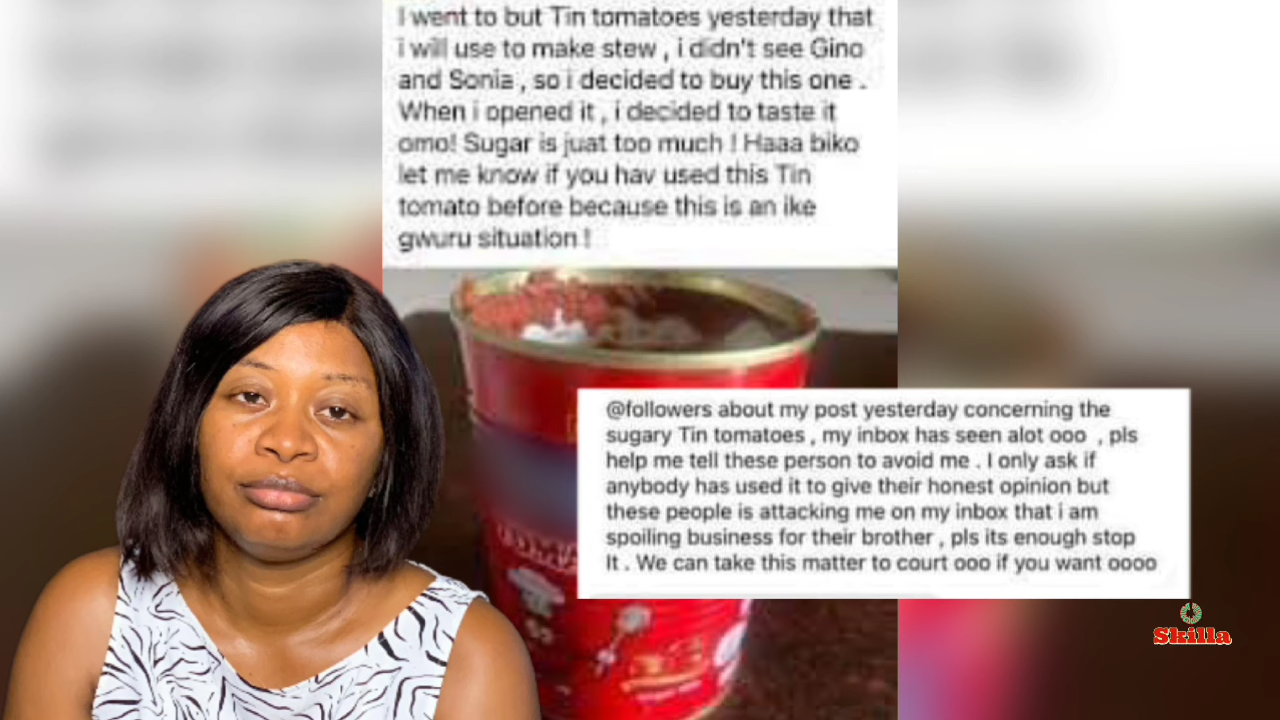 I went to but Tin tomatoes yesterday that
i will use to make stew , i didn't see Gino
and Sonia , so i decided to buy this one .
When i opened it , i decided to taste it
omo! Sugar is juat too much ! Haaa biko
let me know if you hav used this Tin
tomato before because this is an ike
gwuru situation !
@followers about my post yesterday concerning the
sugary Tin tomatoes , my inbox has seen alot ooo , pls
help me tell these person to avoid me . I only ask if
anybody has used it to give their honest opinion but
these people is attacking me on my inbox that i am
spoiling business for their brother , pls its enough stop
It . We can take this matter to court ooo if you want oooo
Skilla